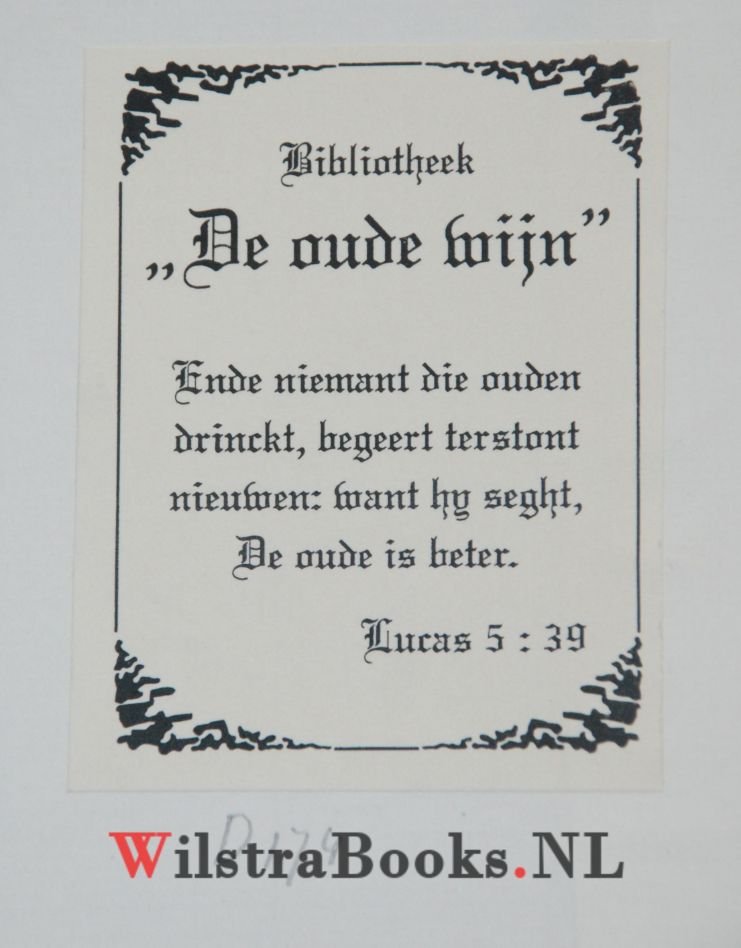 Bibliotheek
„De oude wijn”
Ende niemant die ouden
drinckt, begeert terstont
nieuwen: want hy seght,
De oude is beter.
Lucas 5 : 39
WilstraBooks.NL